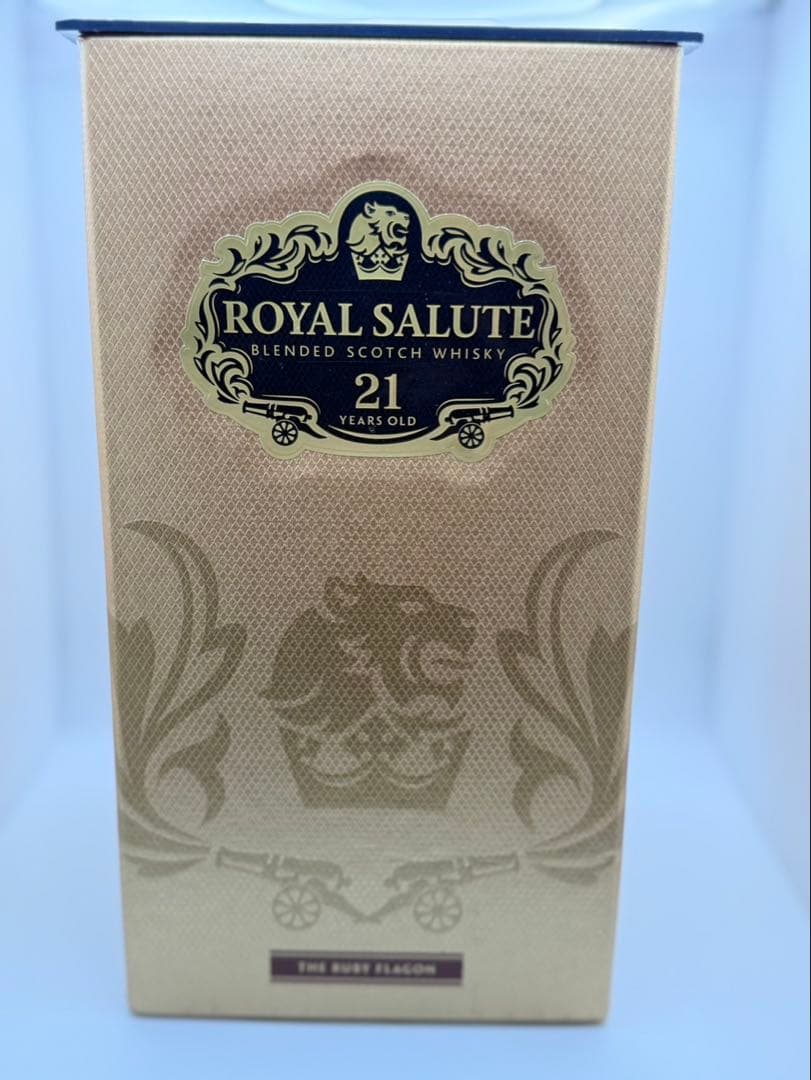 ROYAL SALUTE
BLENDED SCOTCH WHISKY
21
YEARS OLD
THE RUBY FLAGON